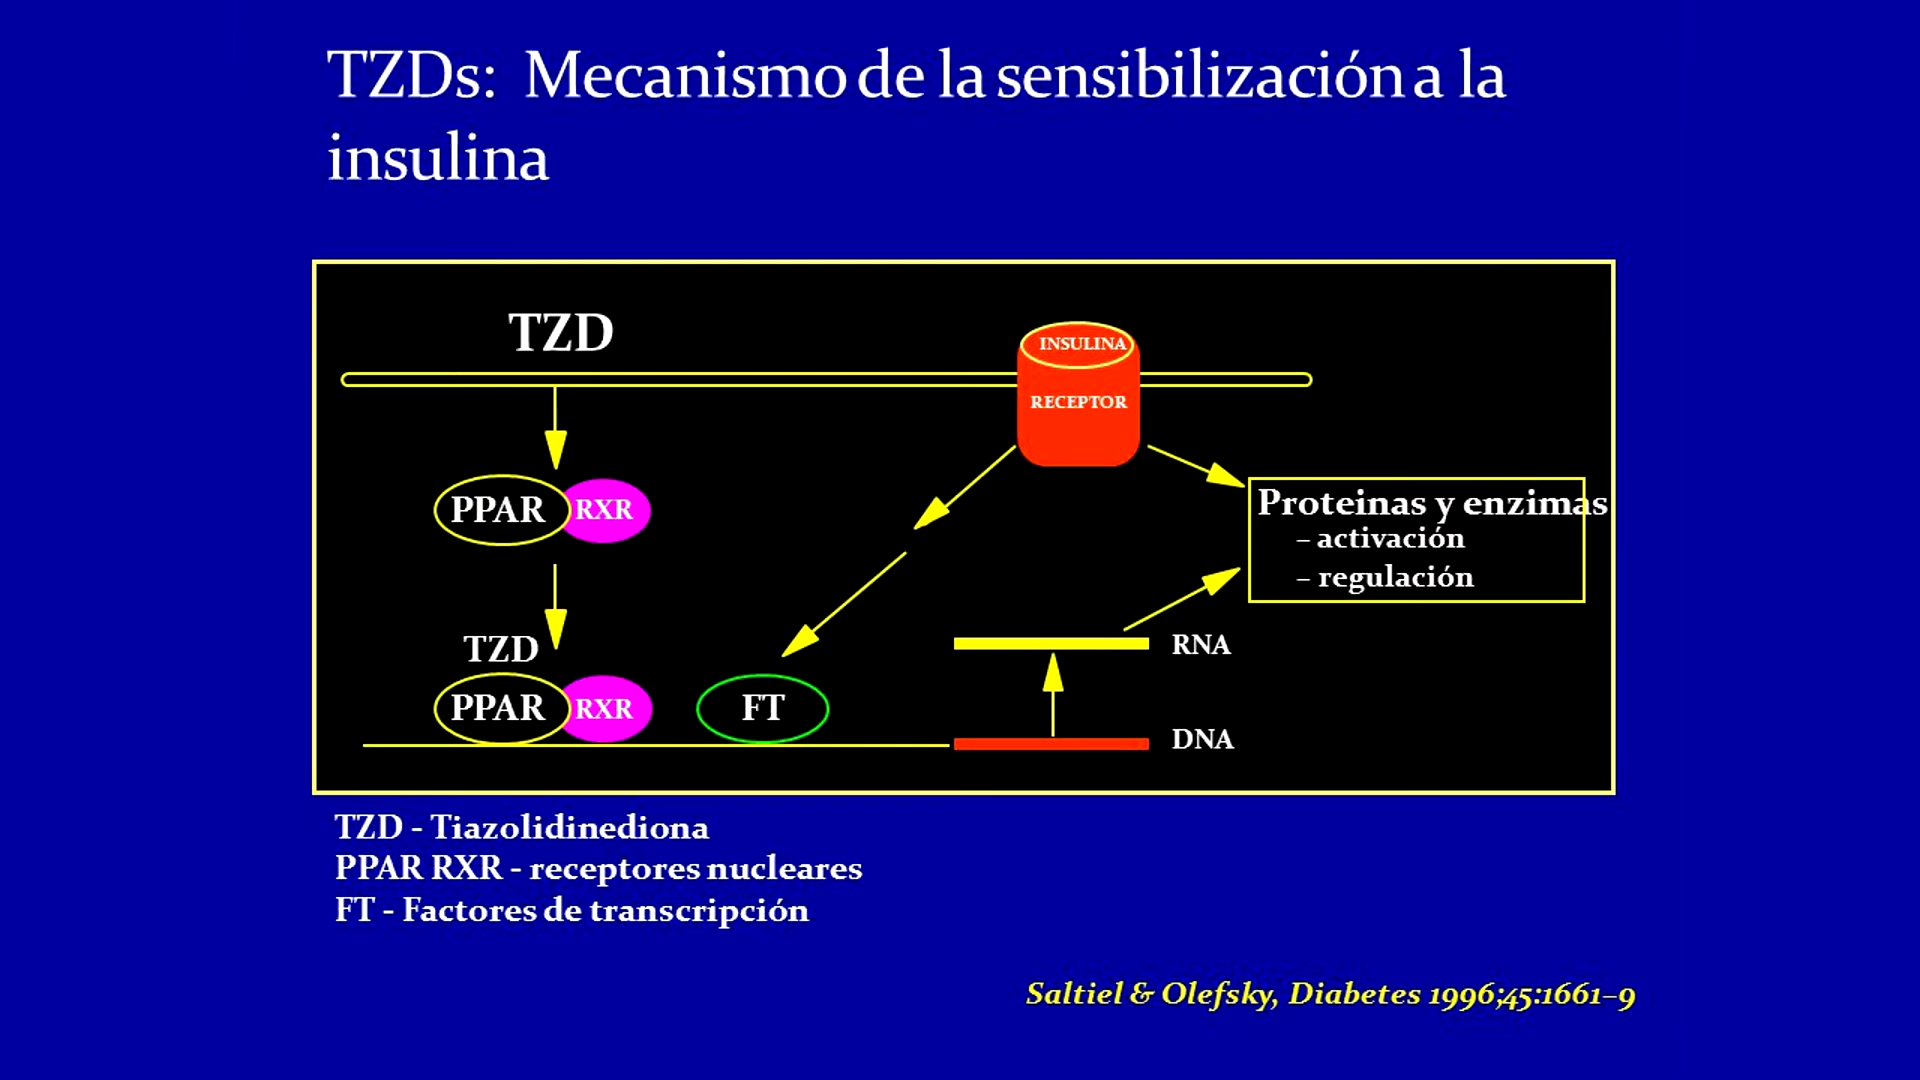 TZDs: Mecanismo de la sensibilización a la
insulina
TZD
INSULINA
RECEPTOR
PPAR RXR
Proteinas y enzimas
– activación
– regulación
TZD
RNA
PPAR RXR
FT
DNA
TZD - Tiazolidinediona
PPAR RXR - receptores nucleares
FT - Factores de transcripción
Saltiel & Olefsky, Diabetes 1996;45:1661–9